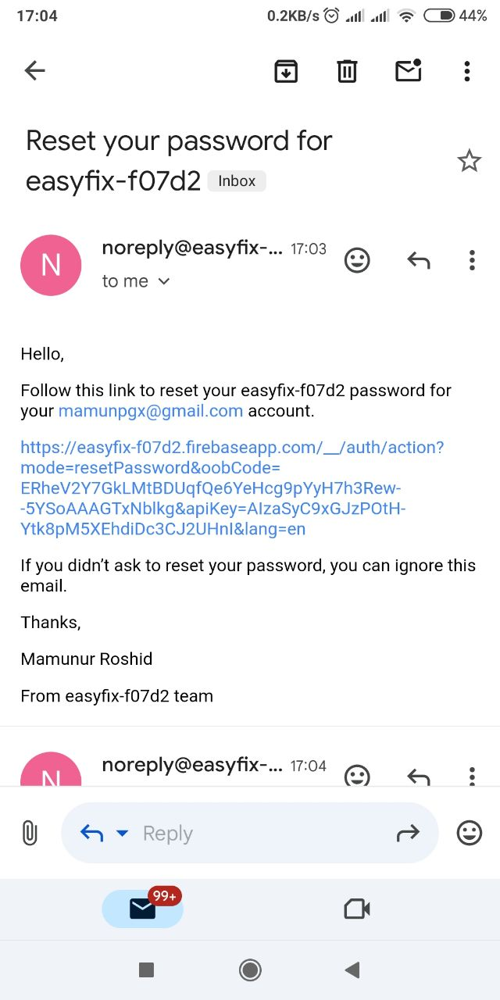 17:04 0.2KB/s 44%
Reset your password for
easyfix-f07d2 Inbox
N noreply@easyfix-... 17:03
to me
Hello,
Follow this link to reset your easyfix-f07d2 password for
your mamunpgx@gmail.com account.
https://easyfix-f07d2.firebaseapp.com/__/auth/action?
mode=resetPassword&oobCode=
ERheV2Y7GkLMtBDUqfQe6YeHcg9pYyH7h3Rew-
-5YSoAAAGTxNblkg&apiKey=AIzaSyC9xGJzPOtH-
Ytk8pM5XEhdiDc3CJ2UHnI&lang=en
If you didn’t ask to reset your password, you can ignore this
email.
Thanks,
Mamunur Roshid
From easyfix-f07d2 team
N noreply@easyfix-... 17:04
Reply
99+